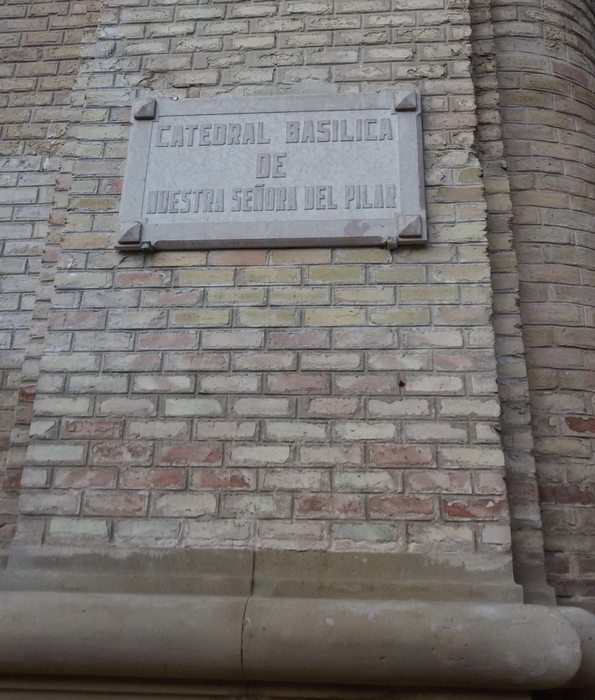 CATEDRAL BASILICA
DE
NUESTRA SEÑORA DEL PILAR